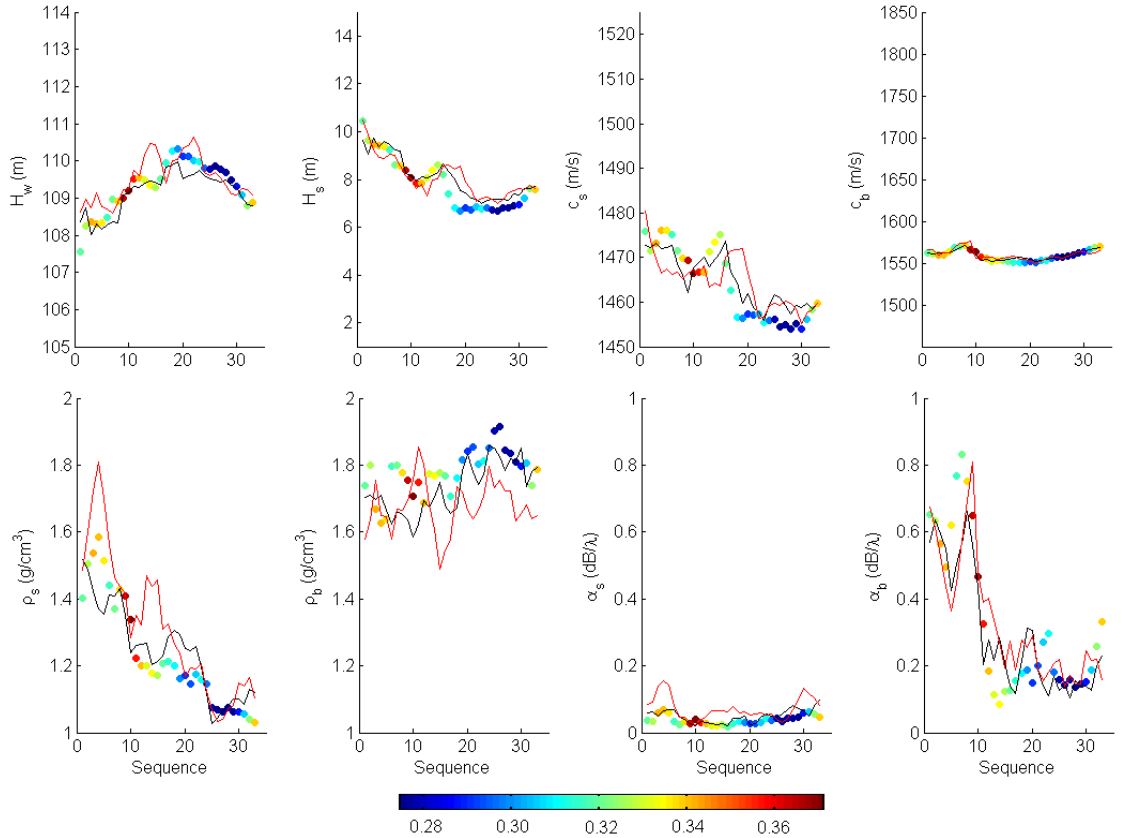 114
113
112
111
110
109
108
107
106
105
H_w (m)
0 10 20 30
14
12
10
8
6
4
2
H_s (m)
0 10 20 30
1525
1515
1505
1495
1485
1475
1460
1450
c_s (m/s)
0 10 20 30
1850
1800
1750
1700
1650
1600
1550
1500
c_b (m/s)
0 10 20 30
2
1.8
1.6
1.4
1.2
1
ρ_s (g/cm³)
0 10 20 30
Sequence
2
1.8
1.6
1.4
1.2
1
ρ_b (g/cm³)
0 10 20 30
Sequence
1
0.8
0.6
0.4
0.2
0
α_s (dB/λ)
0 10 20 30
Sequence
1
0.8
0.6
0.4
0.2
0
α_b (dB/λ)
0 10 20 30
Sequence
0.28 0.30 0.32 0.34 0.36